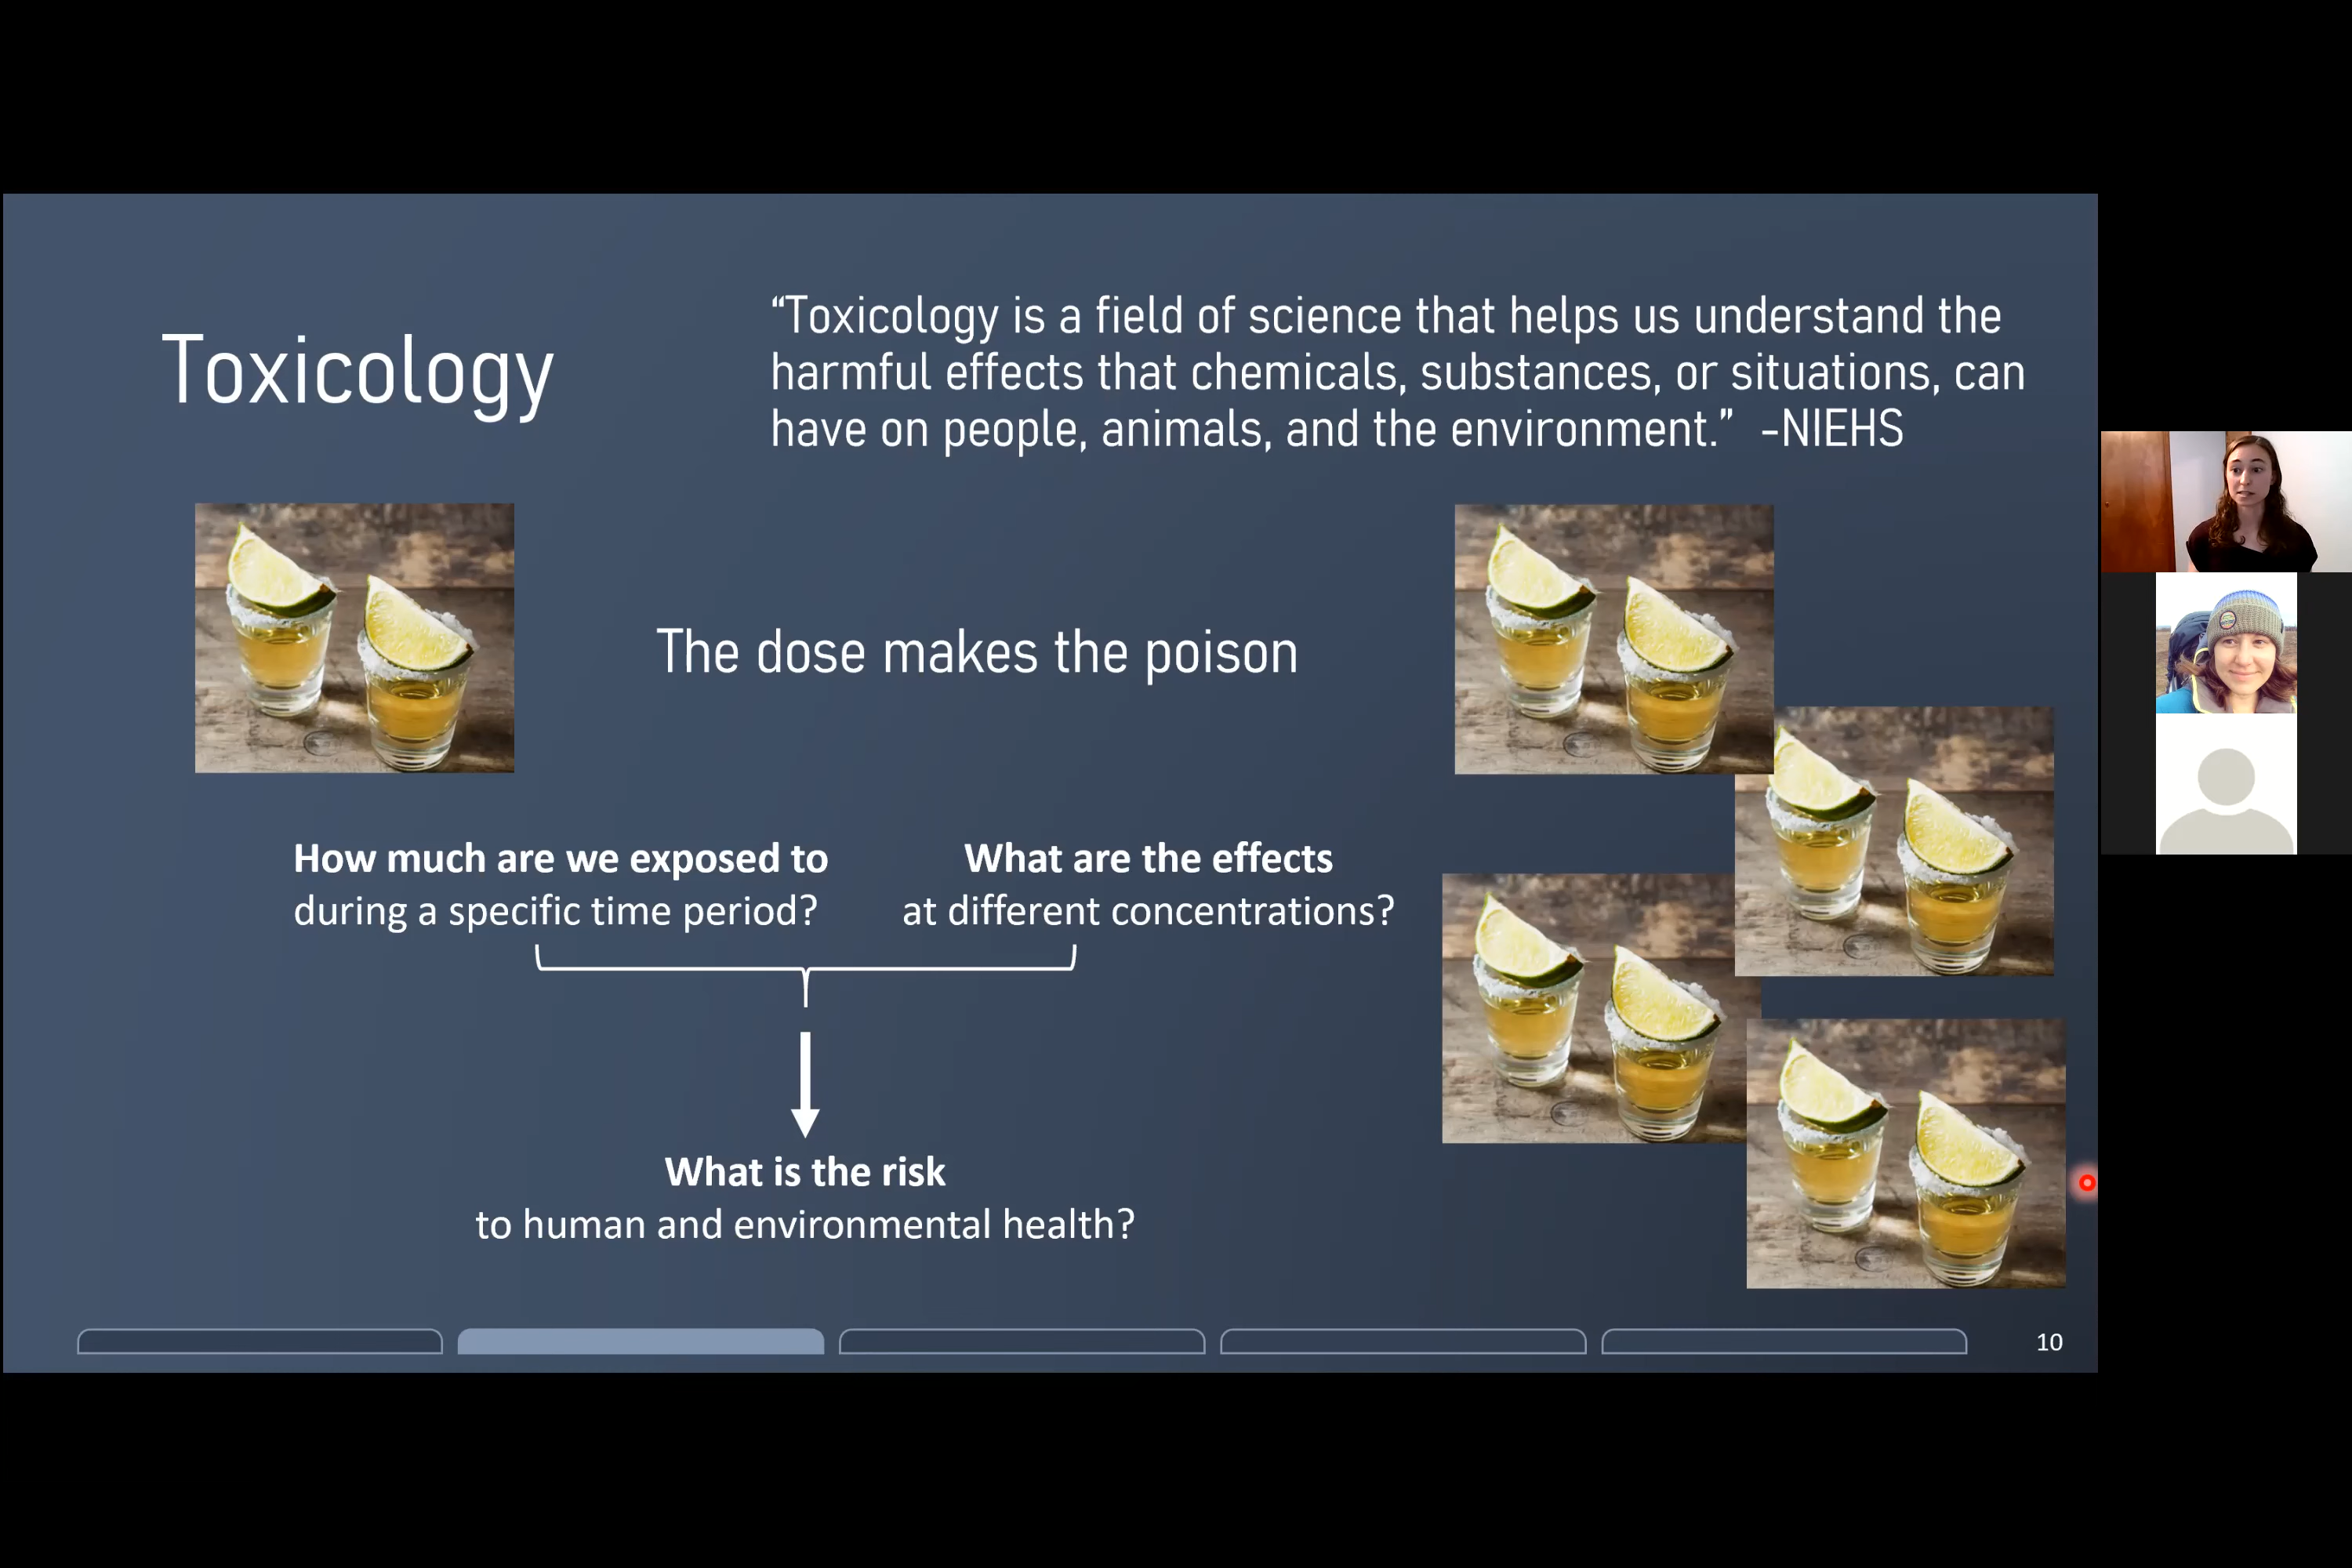 Toxicology
“Toxicology is a field of science that helps us understand the
harmful effects that chemicals, substances, or situations, can
have on people, animals, and the environment.” -NIEHS
The dose makes the poison
How much are we exposed to
during a specific time period?
What are the effects
at different concentrations?
What is the risk
to human and environmental health?
10